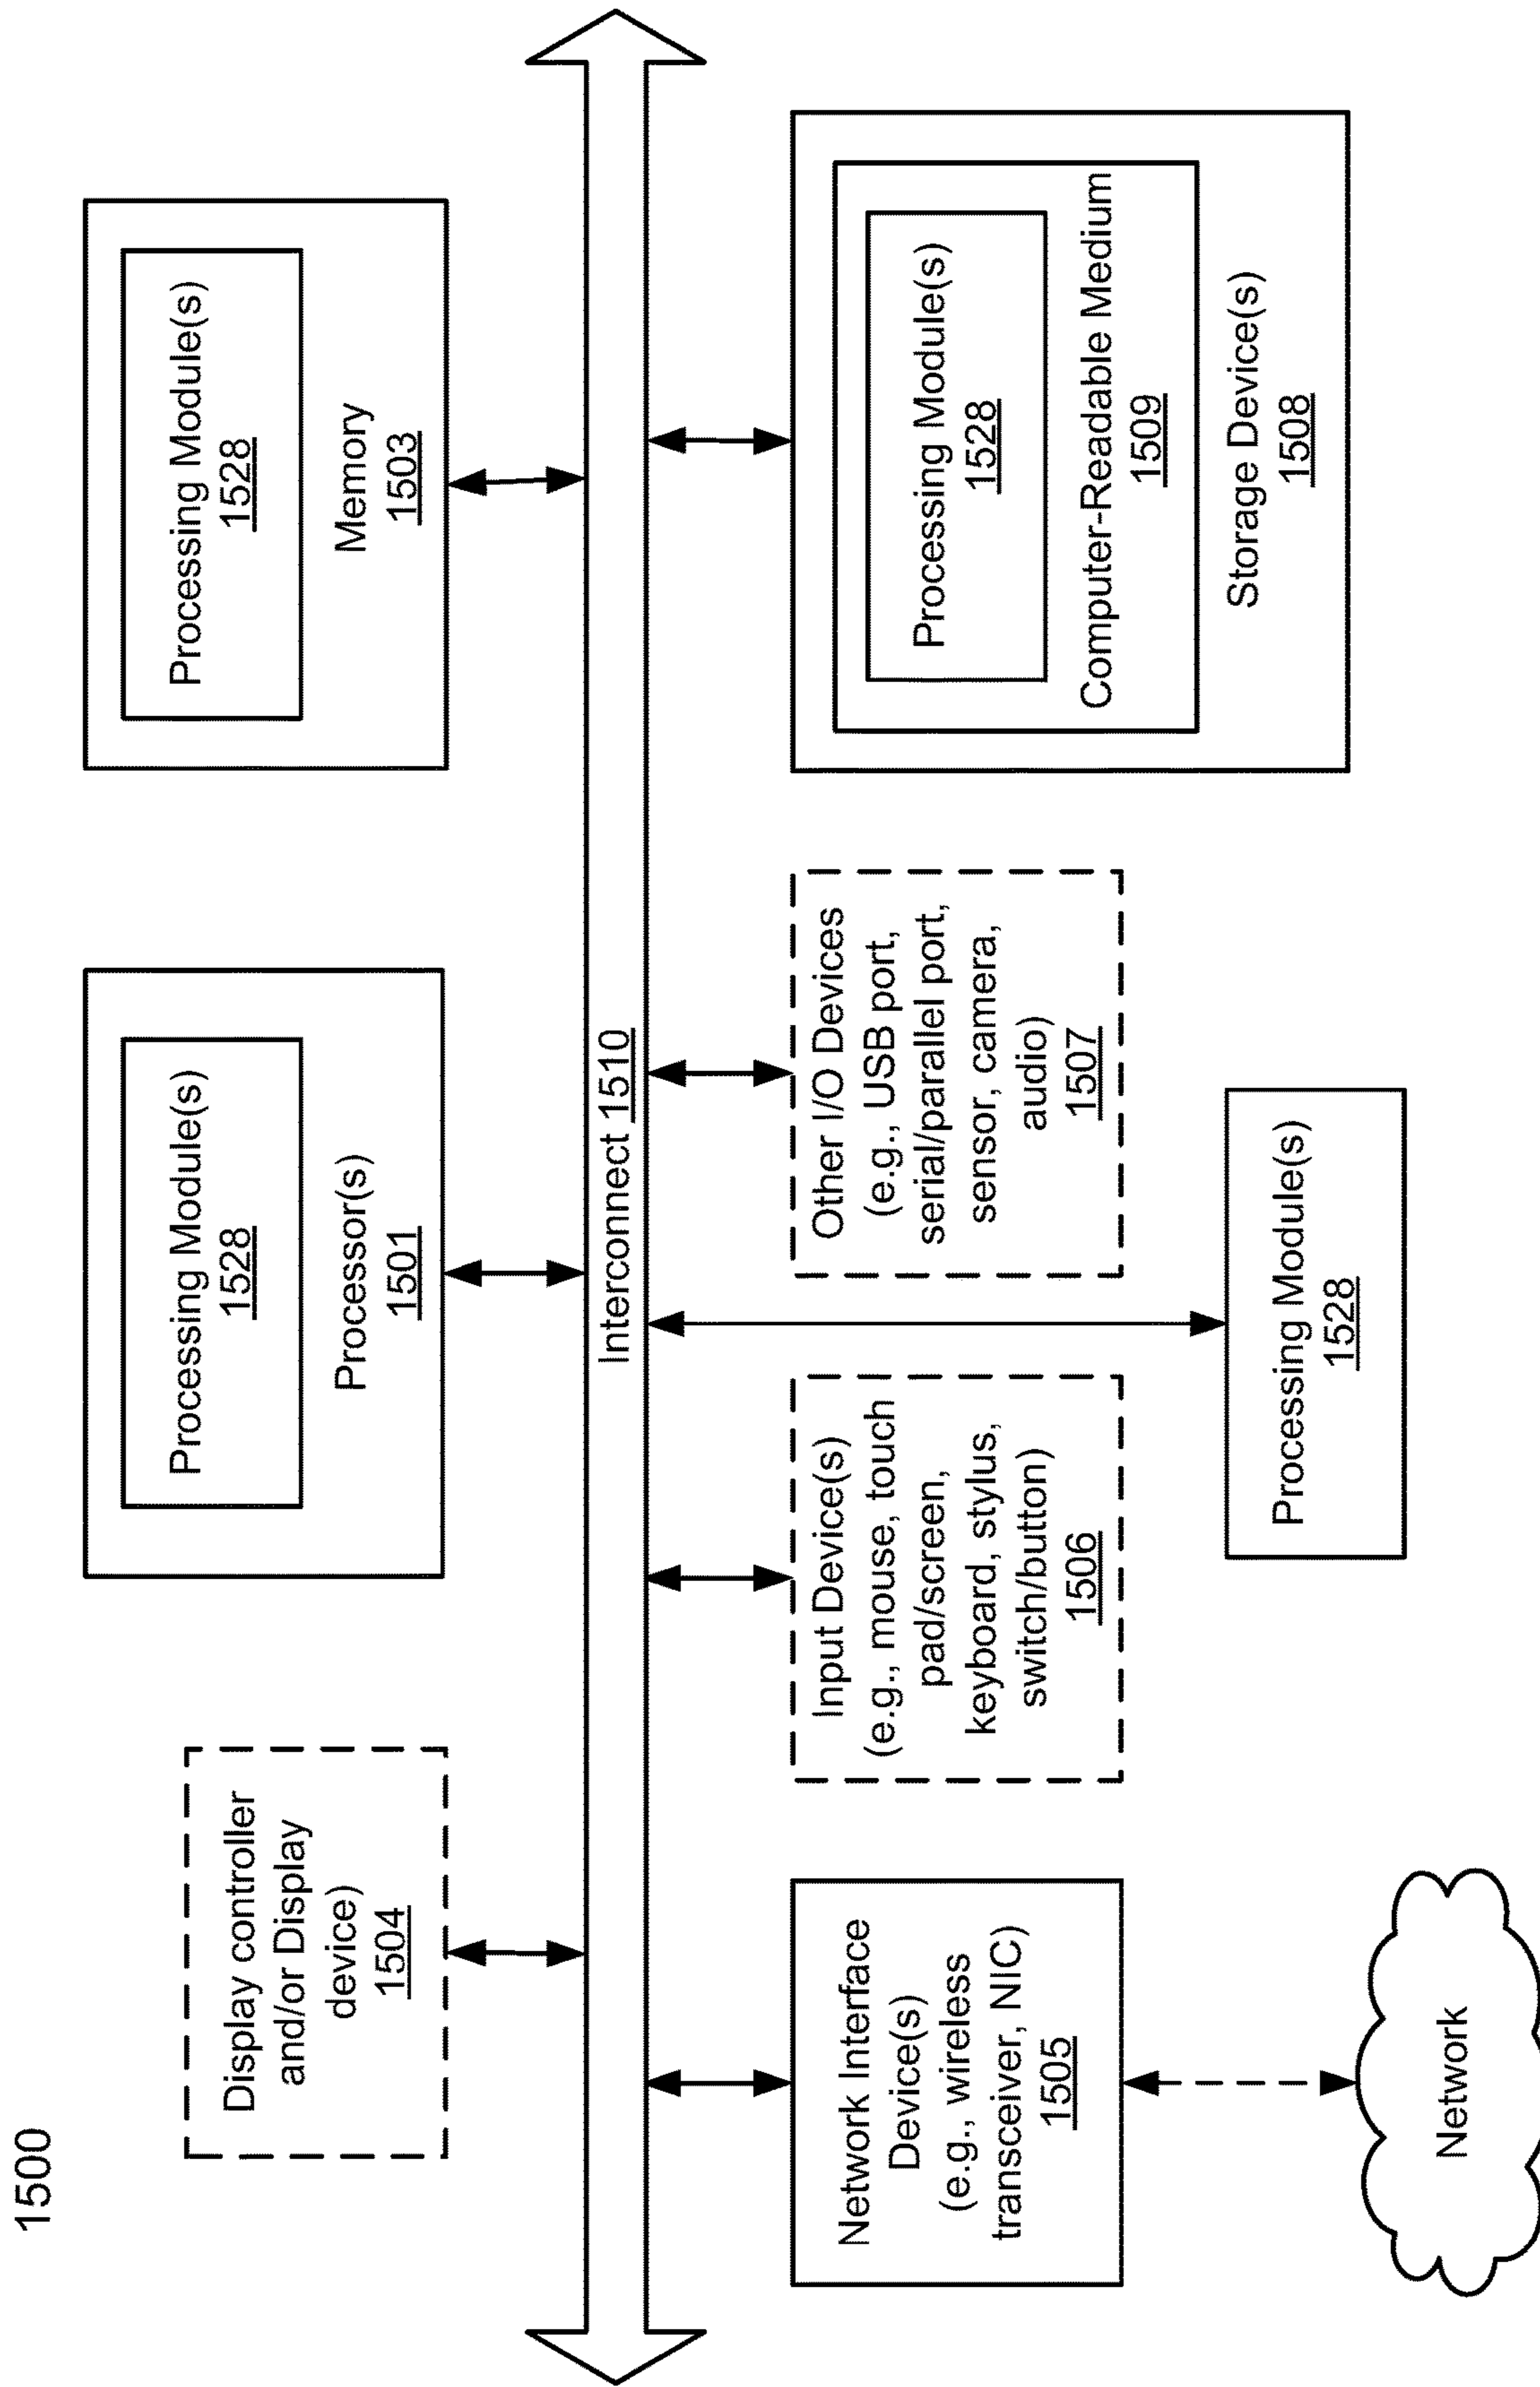 1500
Display controller
and/or Display
device)
1504
Processing Module(s)
1528
Processor(s)
1501
Processing Module(s)
1528
Memory
1503
Interconnect 1510
Network Interface
Device(s)
(e.g., wireless
transceiver, NIC)
1505
Input Device(s)
(e.g., mouse, touch
pad/screen,
keyboard, stylus,
switch/button)
1506
Other I/O Devices
(e.g., USB port,
serial/parallel port,
sensor, camera,
audio)
1507
Processing Module(s)
1528
Computer-Readable Medium
1509
Storage Device(s)
1508
Network
Processing Module(s)
1528